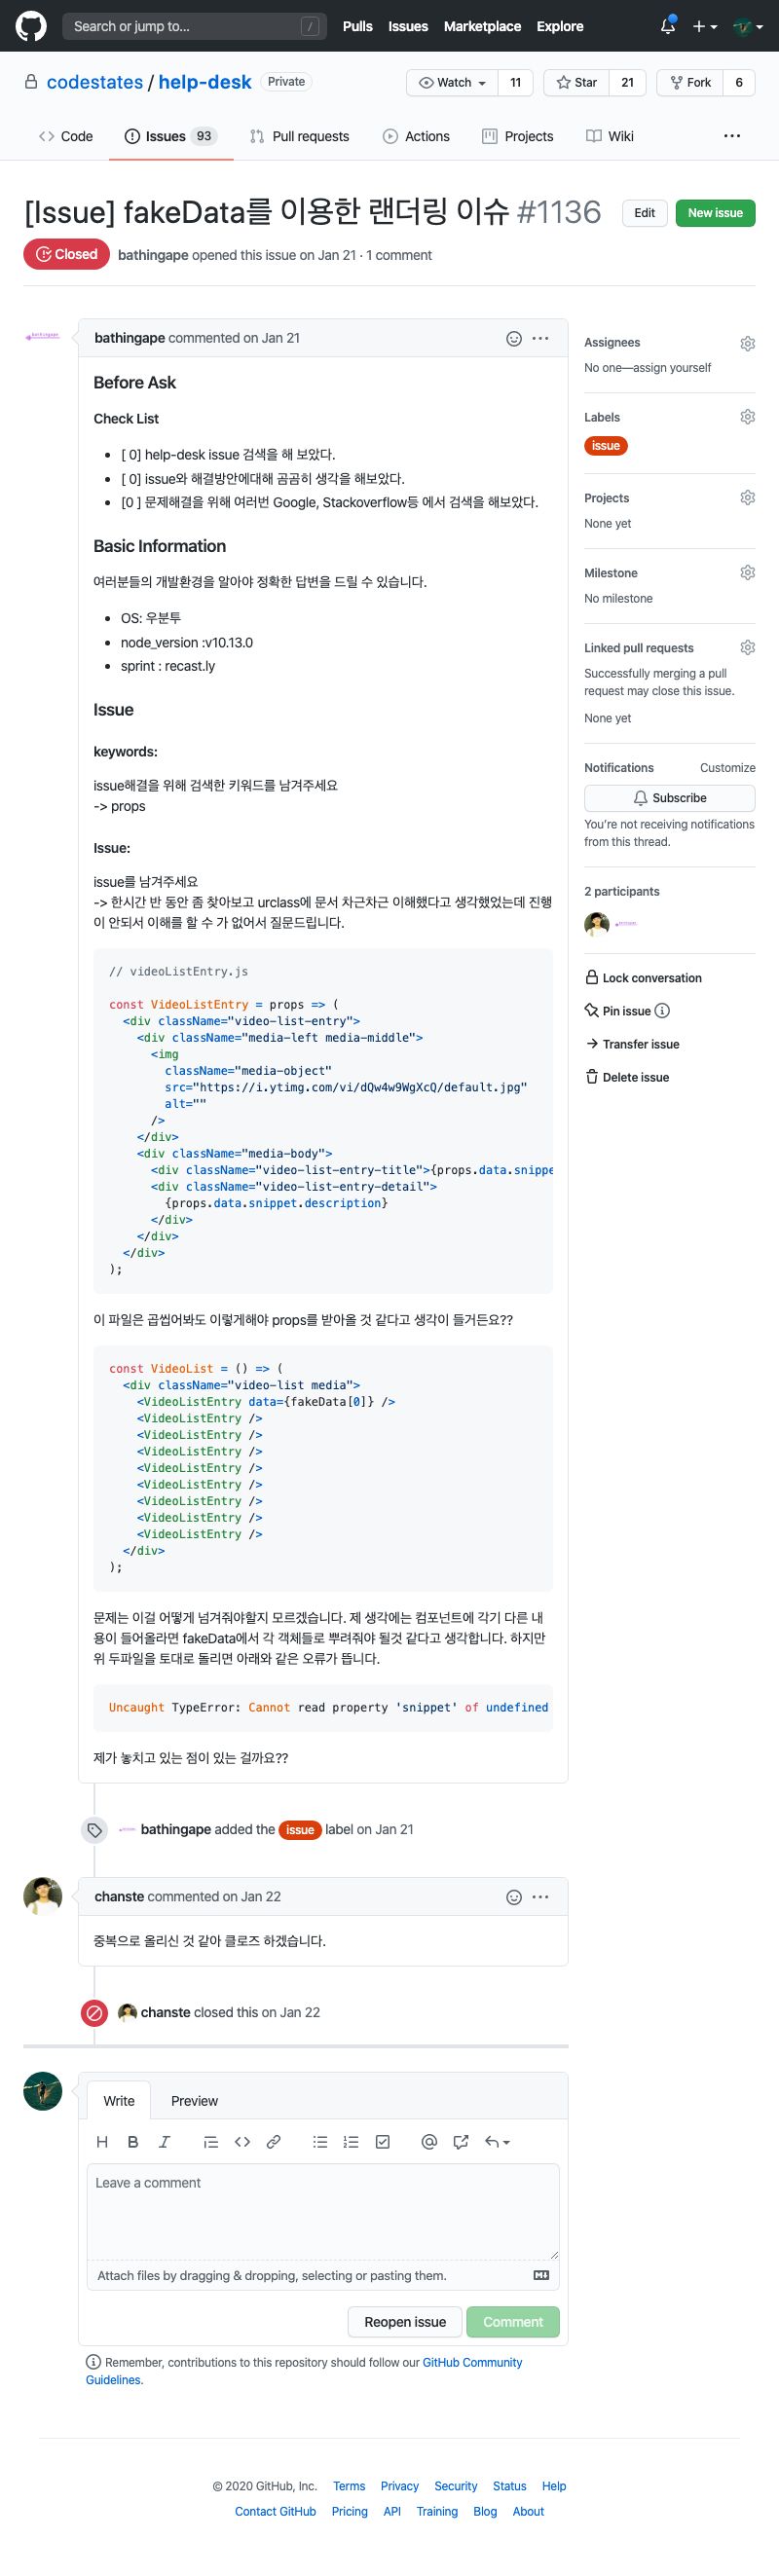 Search or jump to...
/
Pulls Issues Marketplace Explore
codestates / help-desk Private
Watch 11 Star 21 Fork 6
Code Issues 93 Pull requests Actions Projects Wiki
[Issue] fakeData를 이용한 랜더링 이슈 #1136
Edit New issue
Closed bathingape opened this issue on Jan 21 · 1 comment
bathingape commented on Jan 21
Before Ask
Check List
• [ 0] help-desk issue 검색을 해 보았다.
• [ 0] issue와 해결방안에대해 곰곰히 생각을 해보았다.
• [0 ] 문제해결을 위해 여러번 Google, Stackoverflow등 에서 검색을 해보았다.
Basic Information
여러분들의 개발환경을 알아야 정확한 답변을 드릴 수 있습니다.
• OS: 우분투
• node_version :v10.13.0
• sprint : recast.ly
Issue
keywords:
issue해결을 위해 검색한 키워드를 남겨주세요
-> props
Issue:
issue를 남겨주세요
-> 한시간 반 동안 좀 찾아보고 urclass에 문서 차근차근 이해했다고 생각했었는데 진행
이 안되서 이해를 할 수 가 없어서 질문드립니다.
// videoListEntry.js
const VideoListEntry = props => (
<div className="video-list-entry">
<div className="media-left media-middle">
<img
className="media-object"
src="https://i.ytimg.com/vi/dQw4w9WgXcQ/default.jpg"
alt=""
/>
</div>
<div className="media-body">
<div className="video-list-entry-title">{props.data.snippe
<div className="video-list-entry-detail">
{props.data.snippet.description}
</div>
</div>
</div>
);
이 파일은 곱씹어봐도 이렇게해야 props를 받아올 것 같다고 생각이 들거든요??
const VideoList = () => (
<div className="video-list media">
<VideoListEntry data={fakeData[0]} />
<VideoListEntry />
<VideoListEntry />
<VideoListEntry />
<VideoListEntry />
<VideoListEntry />
<VideoListEntry />
<VideoListEntry />
<VideoListEntry />
</div>
);
문제는 이걸 어떻게 넘겨줘야할지 모르겠습니다. 제 생각에는 컴포넌트에 각기 다른 내
용이 들어올라면 fakeData에서 각 객체들로 뿌려줘야 될것 같다고 생각합니다. 하지만
위 두파일을 토대로 돌리면 아래와 같은 오류가 뜹니다.
Uncaught TypeError: Cannot read property 'snippet' of undefined
제가 놓치고 있는 점이 있는 걸까요??
bathingape added the issue label on Jan 21
chanste commented on Jan 22
중복으로 올리신 것 같아 클로즈 하겠습니다.
chanste closed this on Jan 22
Write Preview
Leave a comment
Attach files by dragging & dropping, selecting or pasting them.
Reopen issue Comment
Remember, contributions to this repository should follow our GitHub Community
Guidelines.
Assignees
No one—assign yourself
Labels
issue
Projects
None yet
Milestone
No milestone
Linked pull requests
Successfully merging a pull
request may close this issue.
None yet
Notifications Customize
Subscribe
You're not receiving notifications
from this thread.
2 participants
Lock conversation
Pin issue
Transfer issue
Delete issue
© 2020 GitHub, Inc. Terms Privacy Security Status Help
Contact GitHub Pricing API Training Blog About